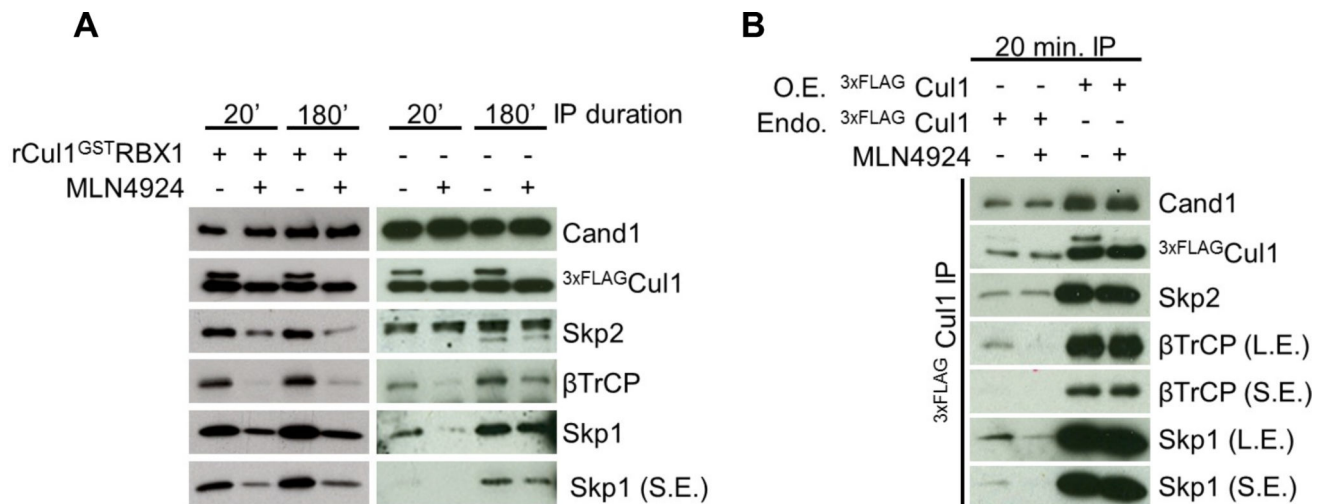 A
20' 180' 20' 180' IP duration
rCul1GSTRBX1 + + + + - - - -
MLN4924 - + - + - + - +
Cand1
3xFLAGCul1
Skp2
βTrCP
Skp1
Skp1 (S.E.)
B
20 min. IP
O.E. 3xFLAG Cul1 - - + +
Endo. 3xFLAG Cul1 + + - -
MLN4924 - + - +
3xFLAG Cul1 IP
Cand1
3xFLAGCul1
Skp2
βTrCP (L.E.)
βTrCP (S.E.)
Skp1 (L.E.)
Skp1 (S.E.)